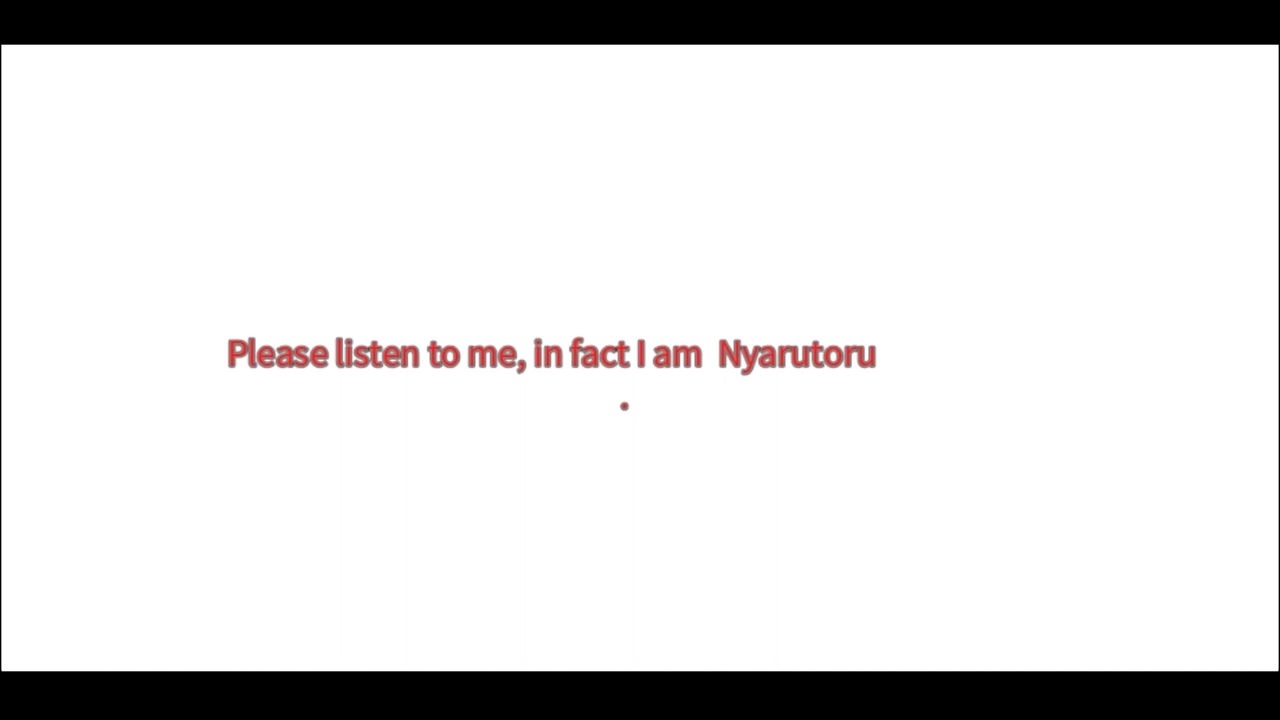 Please listen to me, in fact I am  Nyarutoru
.